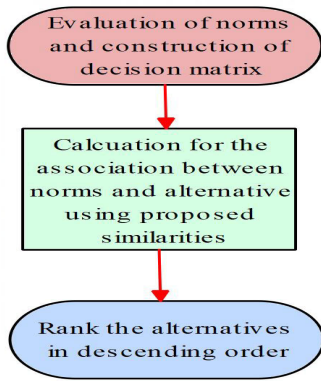 Evaluation of norms
and construction of
decision matrix
Calcuation for the
association between
norms and alternative
using proposed
similarities
Rank the alternatives
in descending order